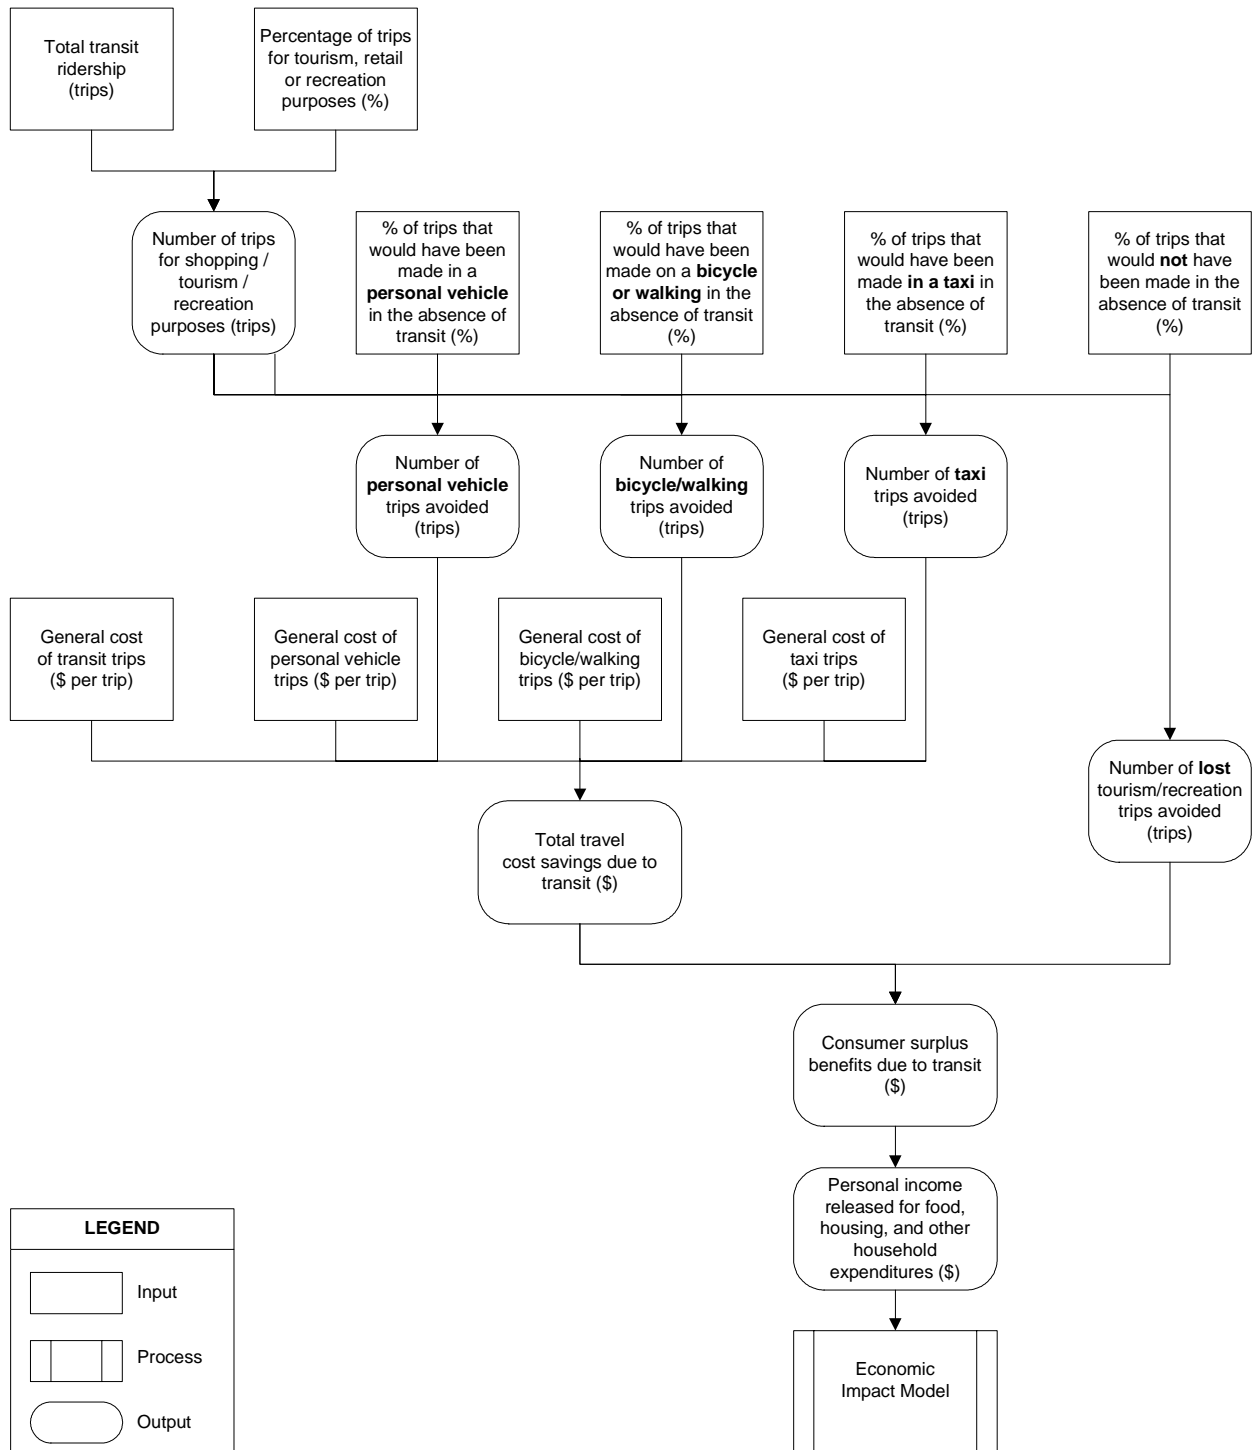 Total transit
ridership
(trips)
Percentage of trips
for tourism, retail
or recreation
purposes (%)
Number of trips
for shopping /
tourism /
recreation
purposes (trips)
% of trips that
would have been
made in a
personal vehicle
in the absence of
transit (%)
% of trips that
would have been
made on a bicycle
or walking in the
absence of transit
(%)
% of trips that
would have been
made in a taxi in
the absence of
transit (%)
% of trips that
would not have
been made in the
absence of transit
(%)
Number of
personal vehicle
trips avoided
(trips)
Number of
bicycle/walking
trips avoided
(trips)
Number of taxi
trips avoided
(trips)
General cost
of transit trips
($ per trip)
General cost of
personal vehicle
trips ($ per trip)
General cost of
bicycle/walking
trips ($ per trip)
General cost of
taxi trips
($ per trip)
Number of lost
tourism/recreation
trips avoided
(trips)
Total travel
cost savings due to
transit ($)
Consumer surplus
benefits due to transit
($)
Personal income
released for food,
housing, and other
household
expenditures ($)
Economic
Impact Model
LEGEND
Input
Process
Output